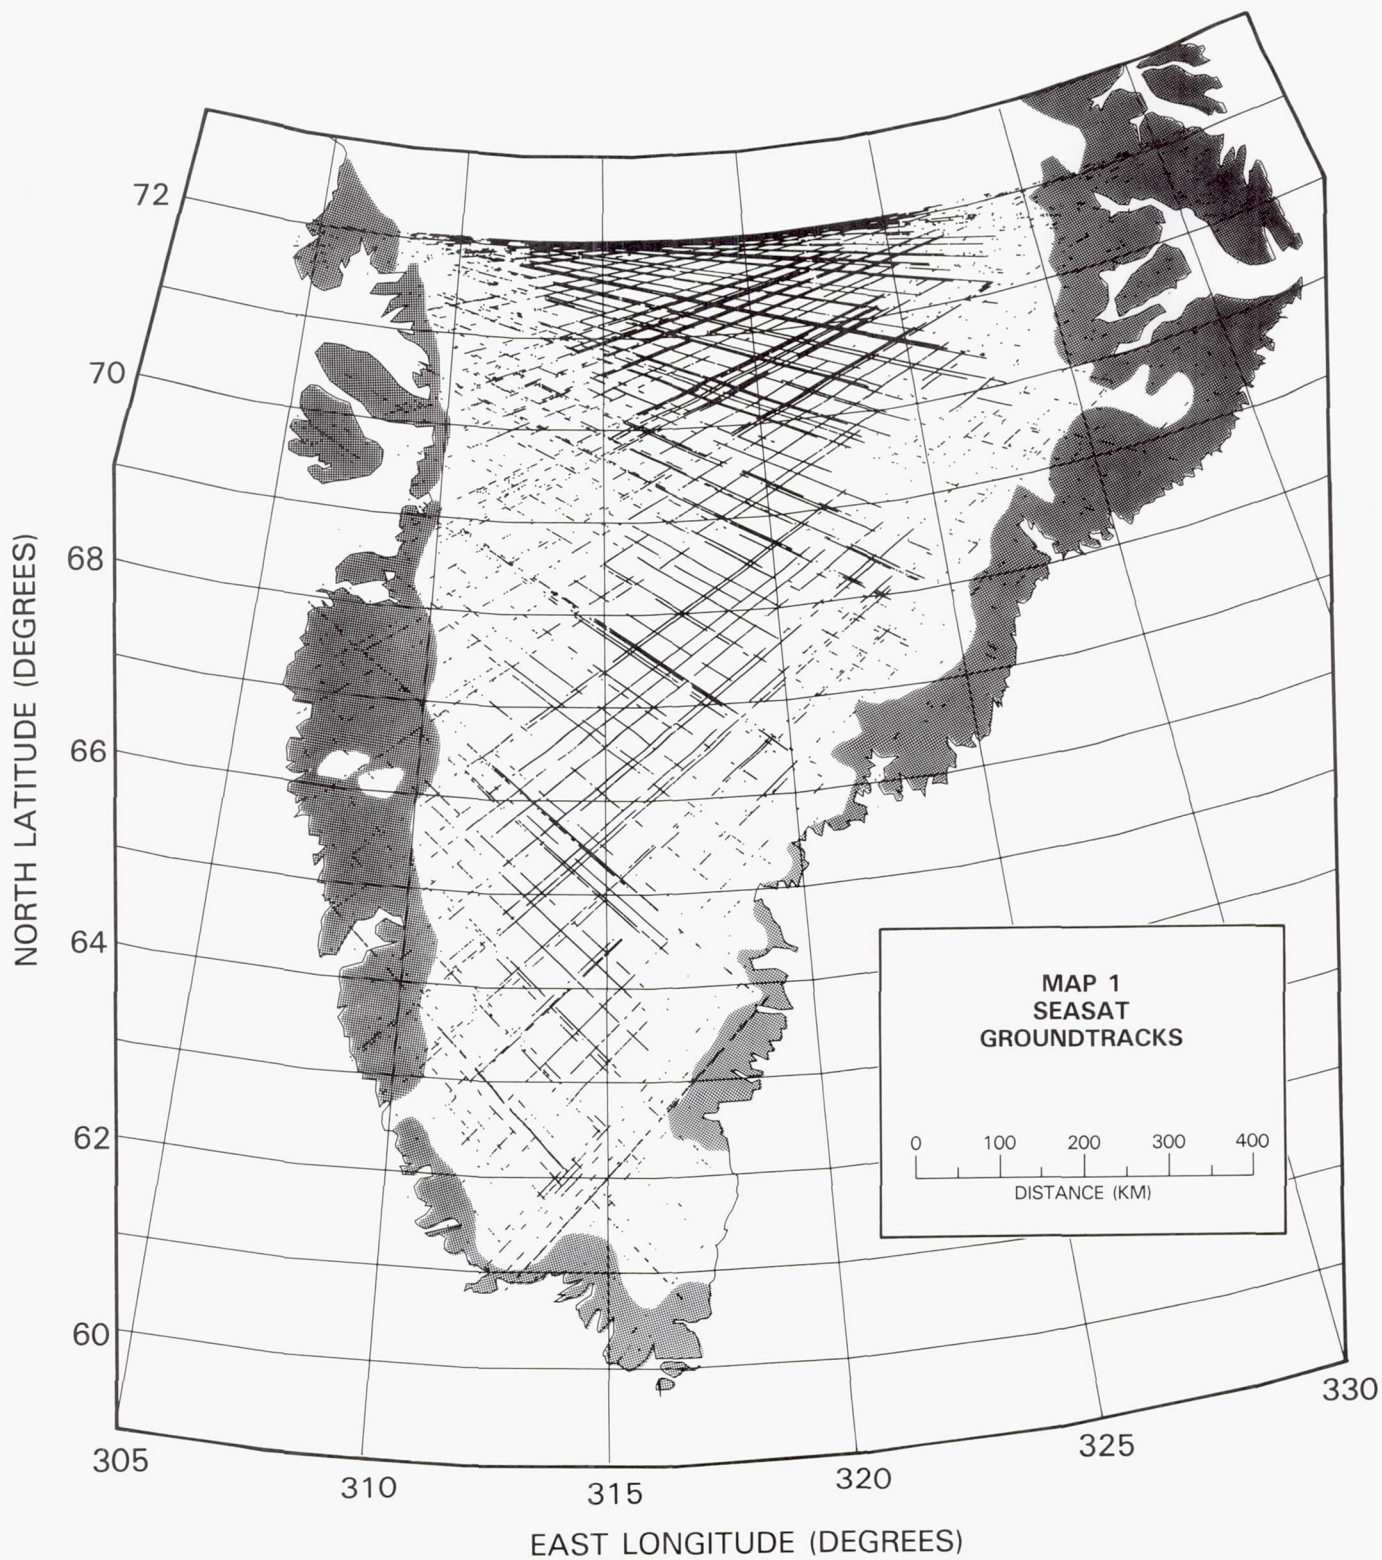 72
70
68
66
64
62
60
NORTH LATITUDE (DEGREES)
MAP 1
SEASAT
GROUNDTRACKS
0 100 200 300 400
DISTANCE (KM)
305
310
315
320
325
330
EAST LONGITUDE (DEGREES)